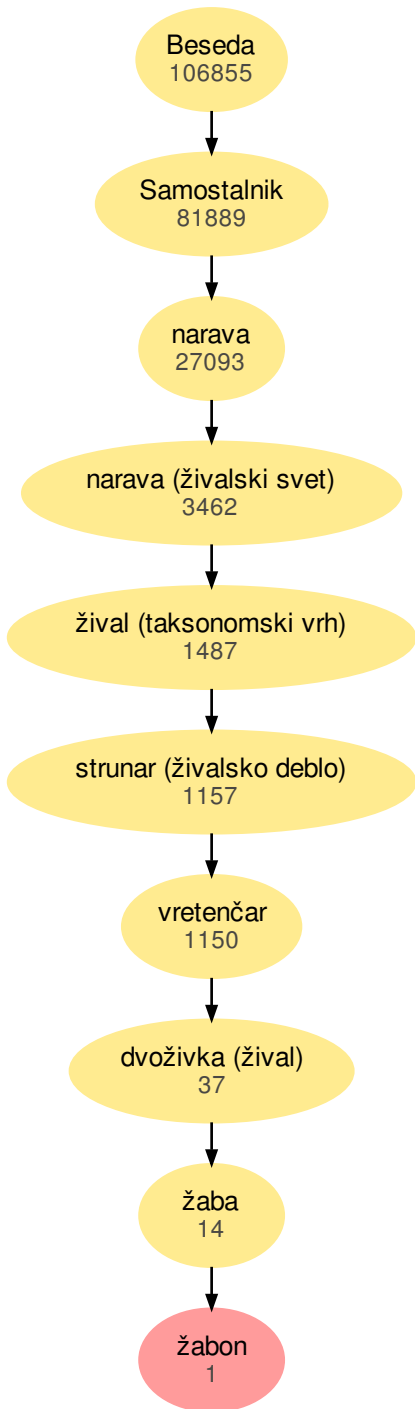 Beseda
106855
Samostalnik
81889
narava
27093
narava (živalski svet)
3462
žival (taksonomski vrh)
1487
strunar (živalsko deblo)
1157
vretenčar
1150
dvoživka (žival)
37
žaba
14
žabon
1